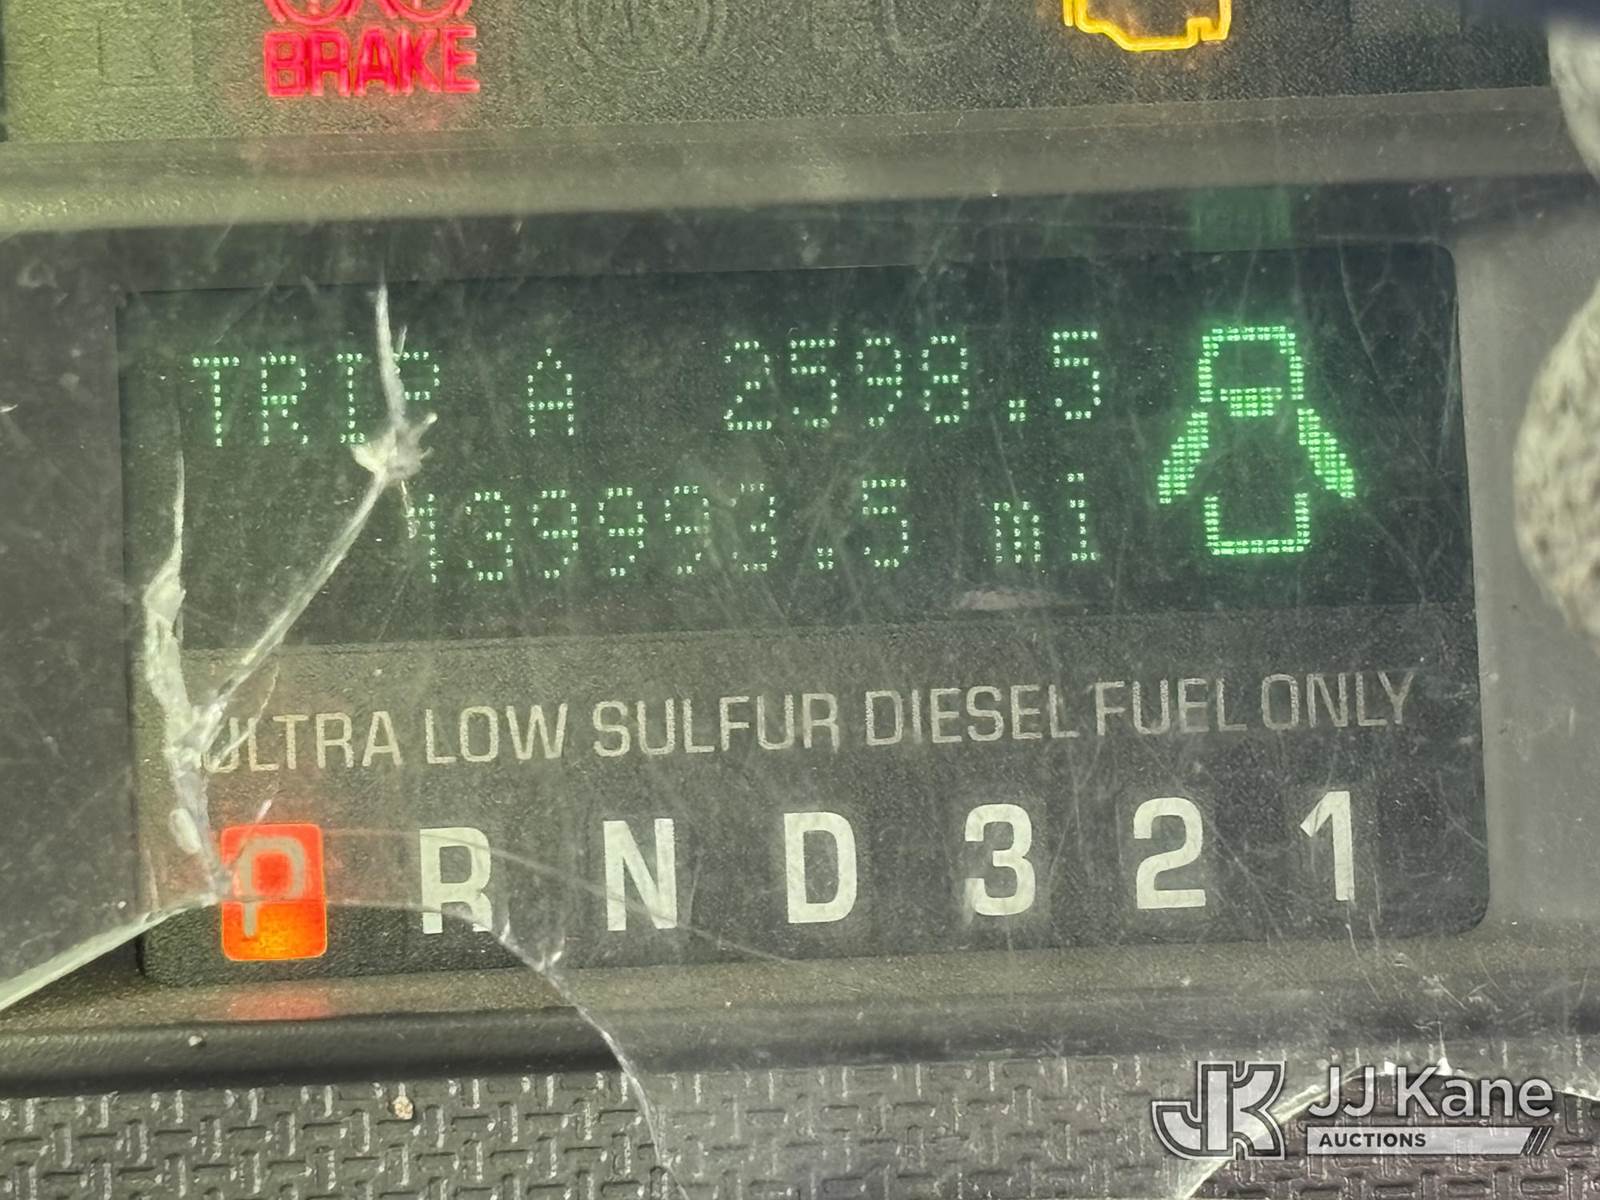 BRAKE
TRIP A 2598.5
139993.5 mi
ULTRA LOW SULFUR DIESEL FUEL ONLY
P R N D 3 2 1
JK JJ Kane
AUCTIONS